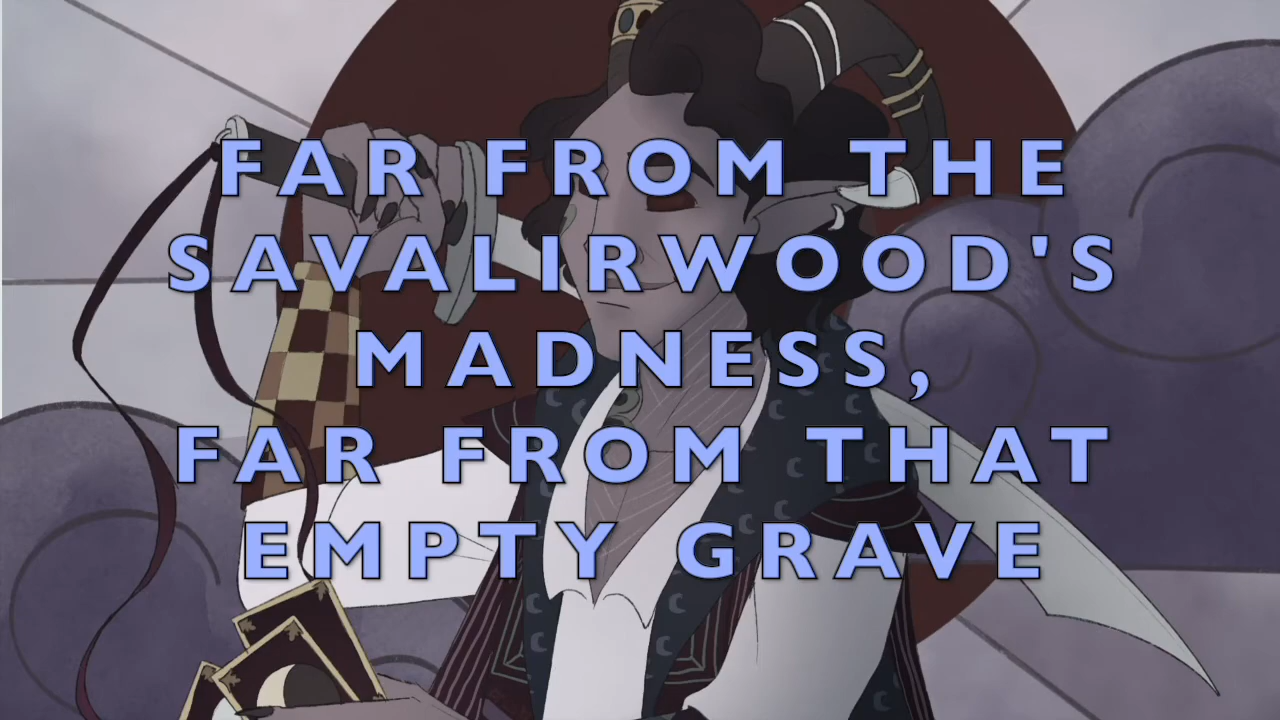 FAR FROM THE
SAVALIRWOOD'S
MADNESS,
FAR FROM THAT
EMPTY GRAVE